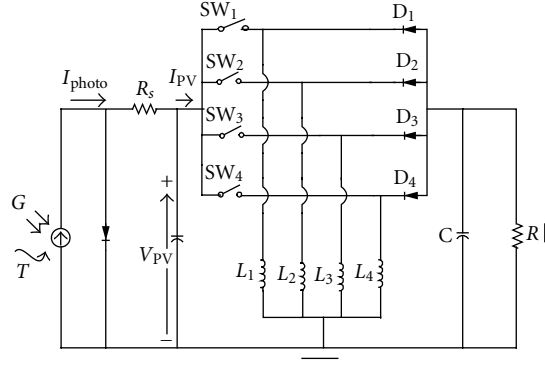 SW1
D1
SW2
D2
Iphoto
Rs
IPV
SW3
D3
SW4
D4
G
T
+
VPV
−
L1
L2
L3
L4
C
R